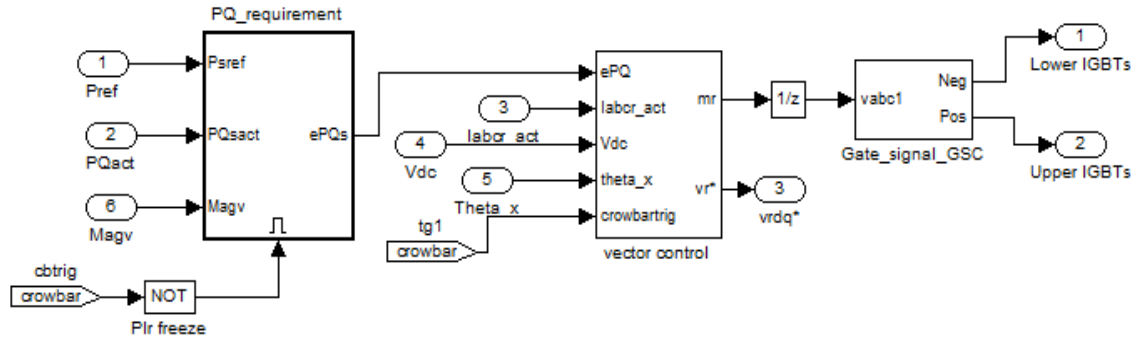 PQ_requirement
1
Pref
2
PQact
6
Magv
Psref
PQsact
Magv
ePQs
cbtrig
crowbar
NOT
Plr freeze
3
Iabcr_act
4
Vdc
5
Theta_x
tg1
crowbar
ePQ
Iabcr_act
Vdc
theta_x
crowbartrig
mr
vr*
vector control
1/z
3
vrdq*
vabc1
Neg
Pos
Gate_signal_GSC
1
Lower IGBTs
2
Upper IGBTs